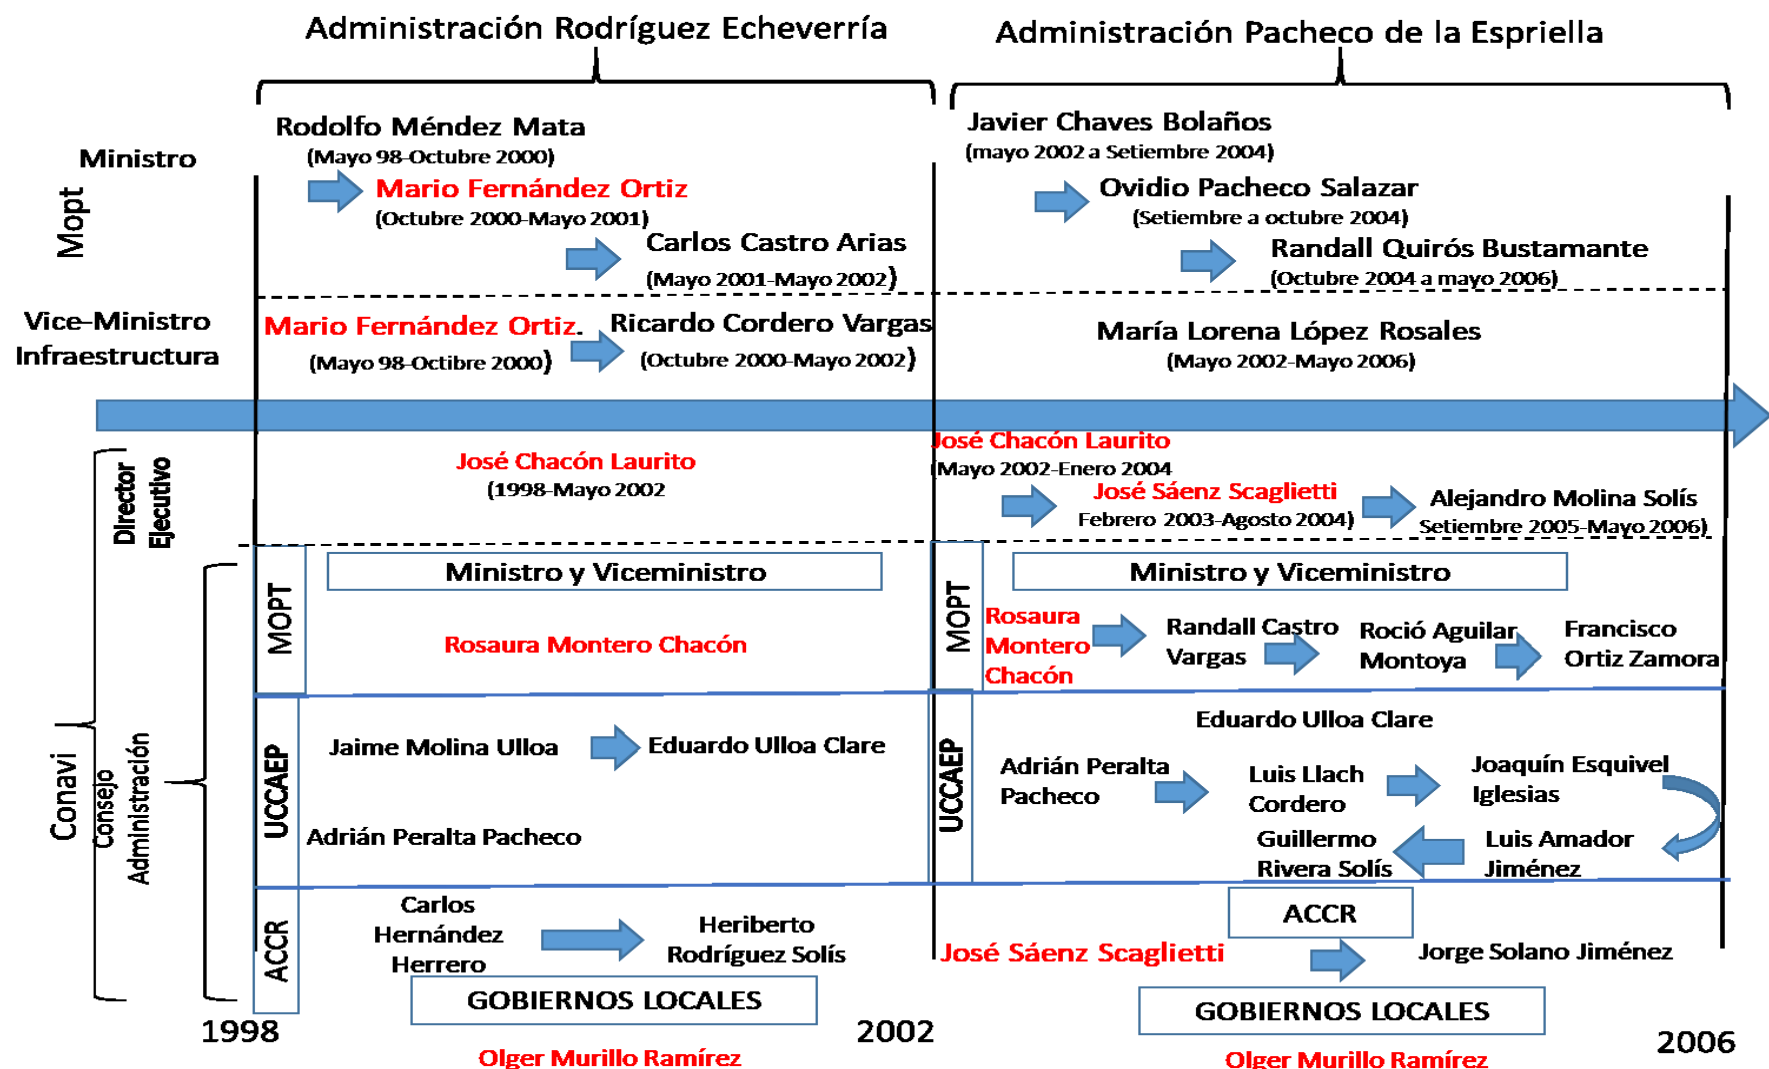 Administración Rodríguez Echeverría
Administración Pacheco de la Espriella
Mopt
Ministro
Rodolfo Méndez Mata
(Mayo 98-Octubre 2000)
Mario Fernández Ortiz
(Octubre 2000-Mayo 2001)
Carlos Castro Arias
(Mayo 2001-Mayo 2002)
Javier Chaves Bolaños
(mayo 2002 a Setiembre 2004)
Ovidio Pacheco Salazar
(Setiembre a octubre 2004)
Randall Quirós Bustamante
(Octubre 2004 a mayo 2006)
Vice-Ministro
Infraestructura
Mario Fernández Ortiz.
(Mayo 98-Octibre 2000)
Ricardo Cordero Vargas
(Octubre 2000-Mayo 2002)
María Lorena López Rosales
(Mayo 2002-Mayo 2006)
Conavi
Director
Ejecutivo
José Chacón Laurito
(1998-Mayo 2002
José Chacón Laurito
(Mayo 2002-Enero 2004
José Sáenz Scaglietti
Febrero 2003-Agosto 2004)
Alejandro Molina Solís
Setiembre 2005-Mayo 2006)
Consejo
Administración
MOPT
Ministro y Viceministro
Rosaura Montero Chacón
MOPT
Ministro y Viceministro
Rosaura
Montero
Chacón
Randall Castro
Vargas
Roció Aguilar
Montoya
Francisco
Ortiz Zamora
UCCAEP
Jaime Molina Ulloa
Eduardo Ulloa Clare
Adrián Peralta Pacheco
UCCAEP
Eduardo Ulloa Clare
Adrián Peralta
Pacheco
Luis Llach
Cordero
Joaquín Esquivel
Iglesias
Luis Amador
Jiménez
Guillermo
Rivera Solís
ACCR
Carlos
Hernández
Herrero
Heriberto
Rodríguez Solís
ACCR
José Sáenz Scaglietti
Jorge Solano Jiménez
GOBIERNOS LOCALES
GOBIERNOS LOCALES
1998
2002
2006
Olger Murillo Ramírez
Olger Murillo Ramírez